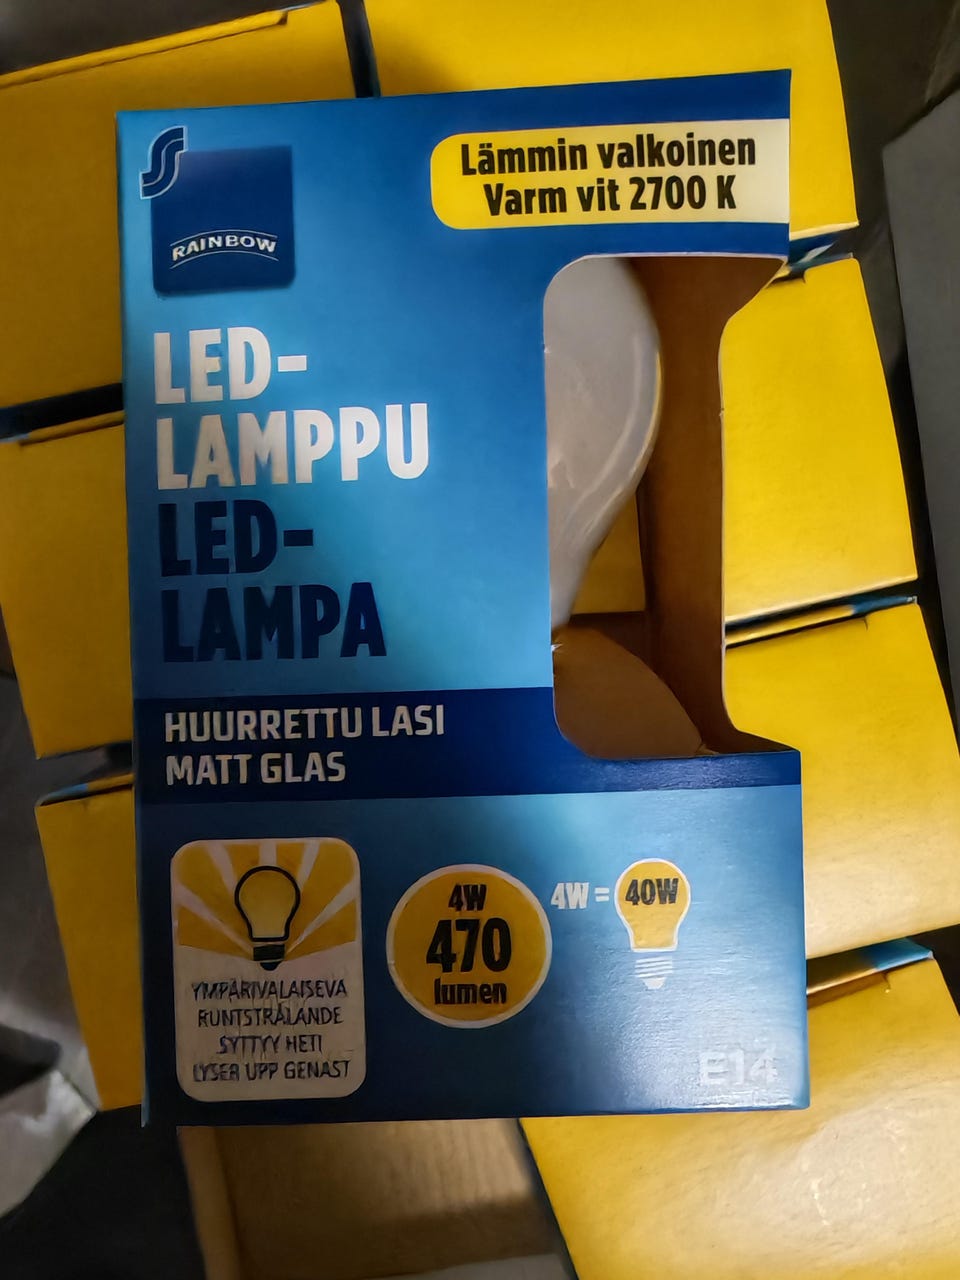 Lämmin valkoinen
Varm vit 2700 K
RAINBOW
LED-
LAMPPU
LED-
LAMPA
HUURRETTU LASI
MATT GLAS
YMPÄRIVALAISEVA
RUNTSTRÅLANDE
SYTTYY HETI
LYSER UPP GENAST
4W
470
lumen
4W = 40W
E14